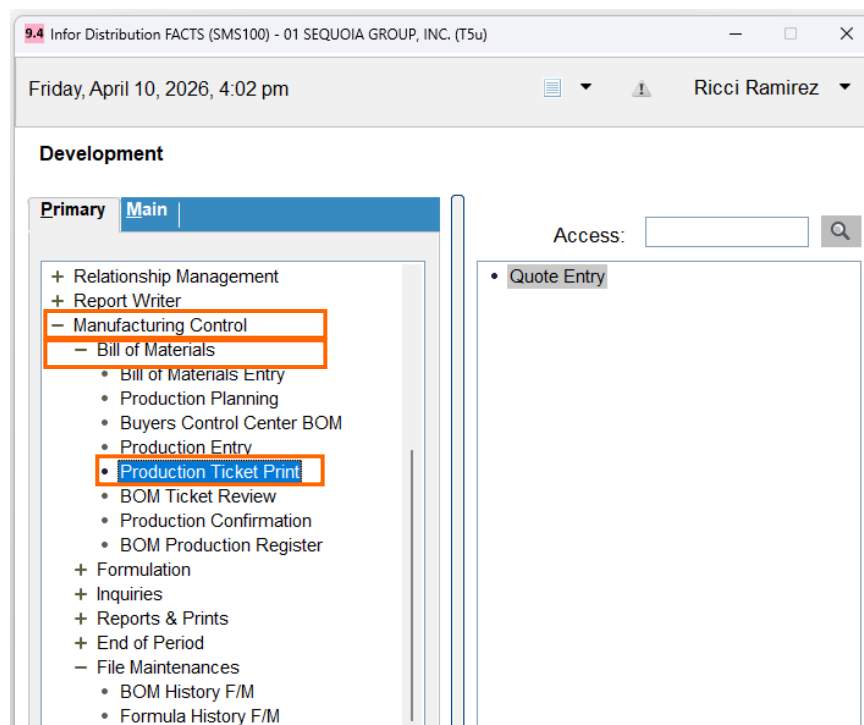 9.4 Infor Distribution FACTS (SMS100) - 01 SEQUOIA GROUP, INC. (T5u)
Friday, April 10, 2026, 4:02 pm
Ricci Ramirez
Development
Primary Main
Access:
+ Relationship Management
+ Report Writer
− Manufacturing Control
− Bill of Materials
• Bill of Materials Entry
• Production Planning
• Buyers Control Center BOM
• Production Entry
• Production Ticket Print
• BOM Ticket Review
• Production Confirmation
• BOM Production Register
+ Formulation
+ Inquiries
+ Reports & Prints
+ End of Period
− File Maintenances
• BOM History F/M
• Formula History F/M
• Quote Entry